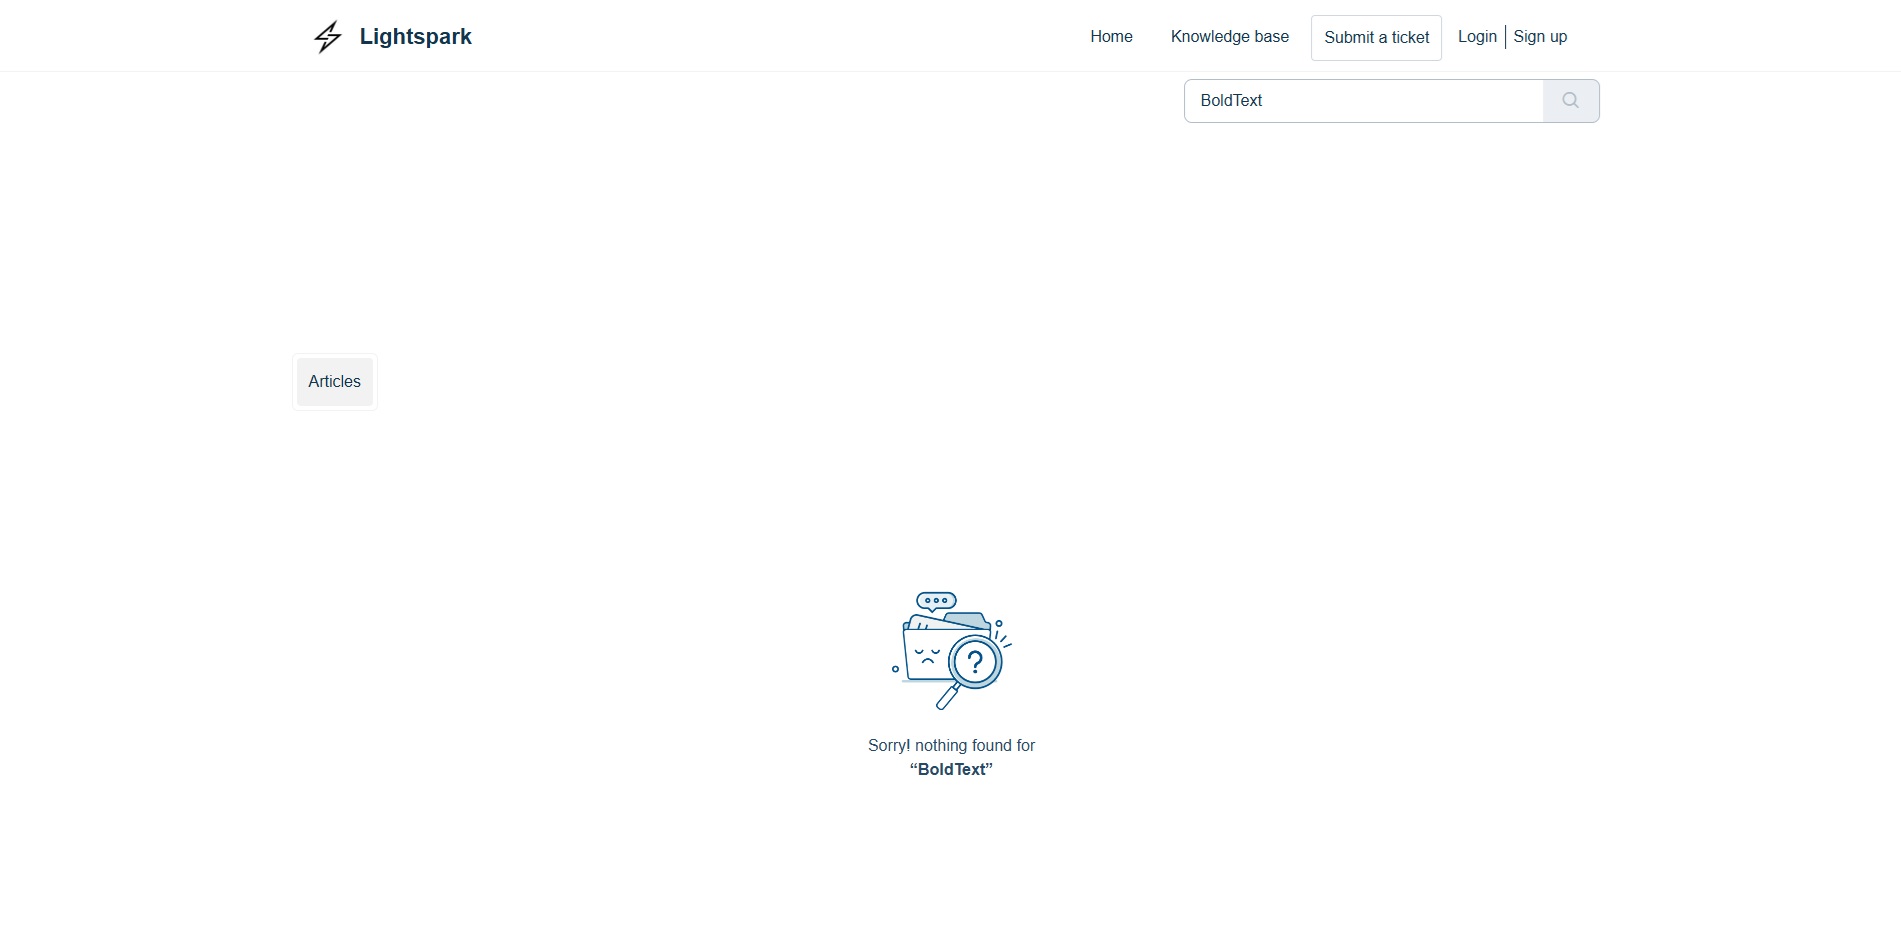 Lightspark
Home
Knowledge base
Submit a ticket
Login
Sign up
BoldText
Articles
?
Sorry! nothing found for
“BoldText”